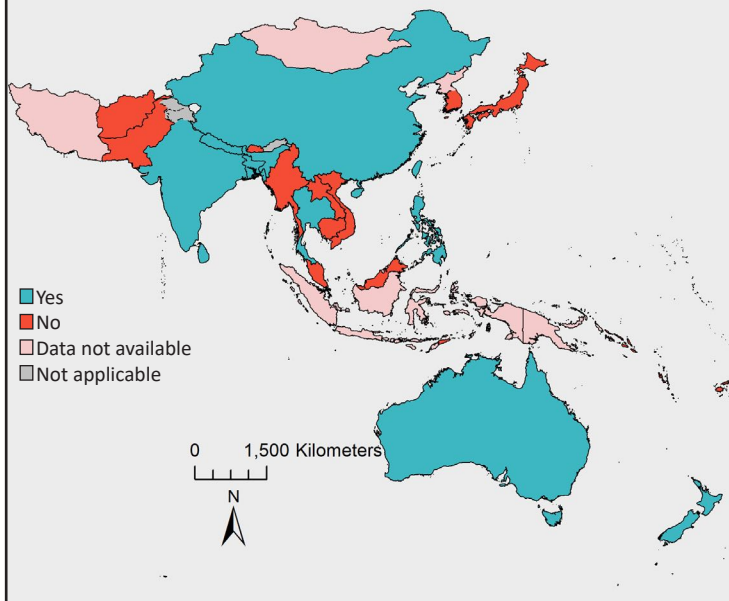 Yes
No
Data not available
Not applicable
0 1,500 Kilometers
N